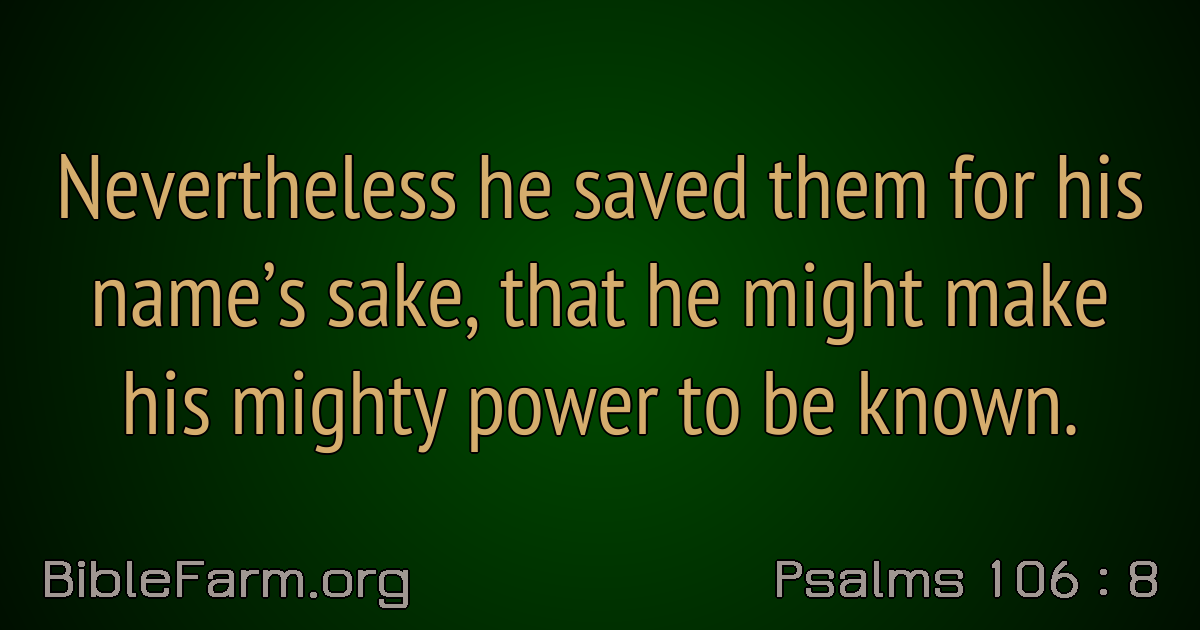 Nevertheless he saved them for his
name’s sake, that he might make
his mighty power to be known.
BibleFarm.org
Psalms 106 : 8